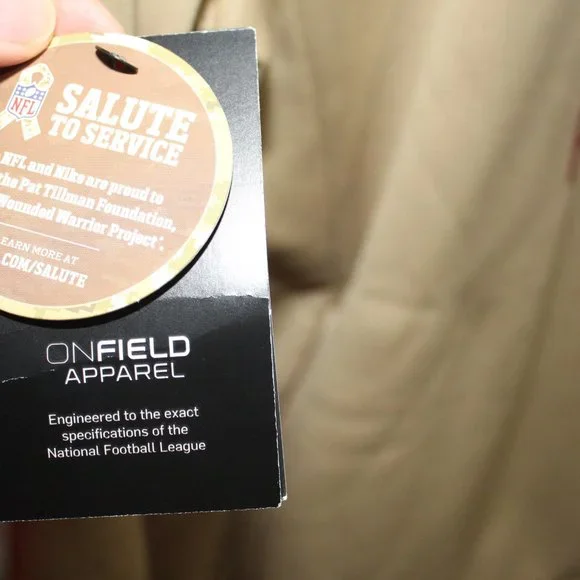 NFL
SALUTE
TO SERVICE
NFL and Nike are proud to
the Pat Tillman Foundation,
Wounded Warrior Project.
LEARN MORE AT
.COM/SALUTE
ONFIELD
APPAREL
Engineered to the exact
specifications of the
National Football League